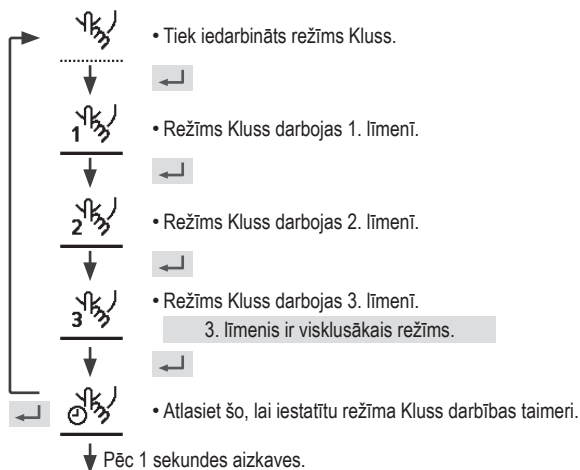 • Tiek iedarbināts režīms Kluss.
1
• Režīms Kluss darbojas 1. līmenī.
2
• Režīms Kluss darbojas 2. līmenī.
3
• Režīms Kluss darbojas 3. līmenī.
3. līmenis ir visklusākais režīms.
• Atlasiet šo, lai iestatītu režīma Kluss darbības taimeri.
Pēc 1 sekundes aizkaves.